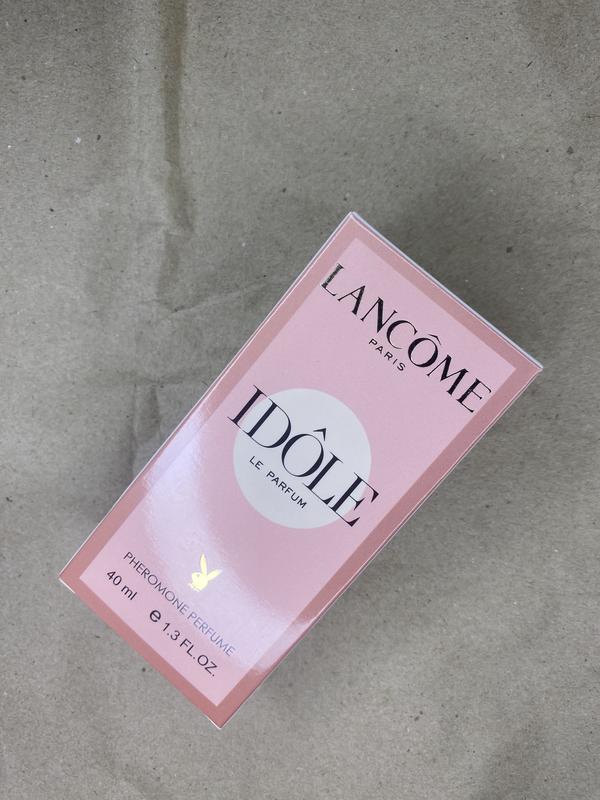 LANCÔME
PARIS
IDÔLE
LE PARFUM
PHEROMONE PERFUME
40 ml e 1.3 FL.OZ.